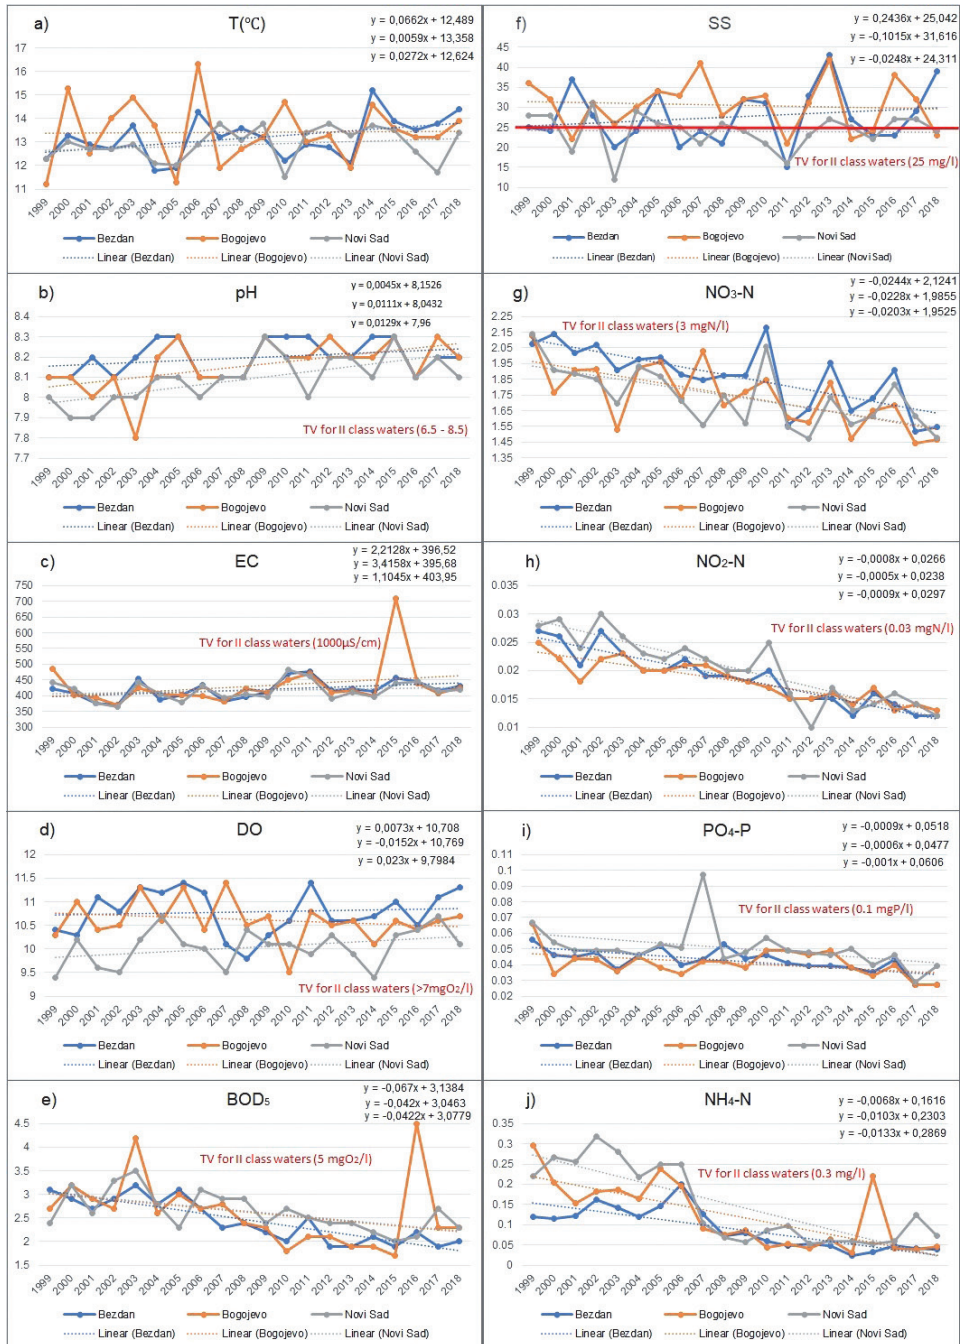 a)
T(°C)
y = 0,0662x + 12,489
y = 0,0059x + 13,358
y = 0,0272x + 12,624
17
16
15
14
13
12
11
1999 2000 2001 2002 2003 2004 2005 2006 2007 2008 2009 2010 2011 2012 2013 2014 2015 2016 2017 2018
Bezdan Bogojevo Novi Sad
Linear (Bezdan) Linear (Bogojevo) Linear (Novi Sad)
f)
SS
y = 0,2436x + 25,042
y = -0,1015x + 31,616
y = -0,0248x + 24,311
45
40
35
30
25
20
15
10
TV for II class waters (25 mg/l)
1999 2000 2001 2002 2003 2004 2005 2006 2007 2008 2009 2010 2011 2012 2013 2014 2015 2016 2017 2018
Bezdan Bogojevo Novi Sad
Linear (Bezdan) Linear (Bogojevo) Linear (Novi Sad)
b)
pH
y = 0,0045x + 8,1526
y = 0,0111x + 8,0432
y = 0,0129x + 7,96
8.4
8.3
8.2
8.1
8
7.9
7.8
7.7
TV for II class waters (6.5 - 8.5)
1999 2000 2001 2002 2003 2004 2005 2006 2007 2008 2009 2010 2011 2012 2013 2014 2015 2016 2017 2018
Bezdan Bogojevo Novi Sad
Linear (Bezdan) Linear (Bogojevo) Linear (Novi Sad)
g)
NO₃-N
y = -0,0244x + 2,1241
y = -0,0228x + 1,9855
y = -0,0203x + 1,9525
TV for II class waters (3 mgN/l)
2.25
2.15
2.05
1.95
1.85
1.75
1.65
1.55
1.45
1.35
1999 2000 2001 2002 2003 2004 2005 2006 2007 2008 2009 2010 2011 2012 2013 2014 2015 2016 2017 2018
Bezdan Bogojevo Novi Sad
Linear (Bezdan) Linear (Bogojevo) Linear (Novi Sad)
c)
EC
y = 2,2128x + 396,52
y = 3,4158x + 395,68
y = 1,1045x + 403,95
750
700
650
600
550
500
450
400
350
300
TV for II class waters (1000µS/cm)
1999 2000 2001 2002 2003 2004 2005 2006 2007 2008 2009 2010 2011 2012 2013 2014 2015 2016 2017 2018
Bezdan Bogojevo Novi Sad
Linear (Bezdan) Linear (Bogojevo) Linear (Novi Sad)
h)
NO₂-N
y = -0,0008x + 0,0266
y = -0,0005x + 0,0238
y = -0,0009x + 0,0297
0.035
0.03
0.025
0.02
0.015
0.01
TV for II class waters (0.03 mgN/l)
1999 2000 2001 2002 2003 2004 2005 2006 2007 2008 2009 2010 2011 2012 2013 2014 2015 2016 2017 2018
Bezdan Bogojevo Novi Sad
Linear (Bezdan) Linear (Bogojevo) Linear (Novi Sad)
d)
DO
y = 0,0073x + 10,708
y = -0,0152x + 10,769
y = 0,023x + 9,7984
12
11.5
11
10.5
10
9.5
9
TV for II class waters (>7mgO₂/l)
1999 2000 2001 2002 2003 2004 2005 2006 2007 2008 2009 2010 2011 2012 2013 2014 2015 2016 2017 2018
Bezdan Bogojevo Novi Sad
Linear (Bezdan) Linear (Bogojevo) Linear (Novi Sad)
i)
PO₄-P
y = -0,0009x + 0,0518
y = -0,0006x + 0,0477
y = -0,001x + 0,0606
0.11
0.1
0.09
0.08
0.07
0.06
0.05
0.04
0.03
0.02
TV for II class waters (0.1 mgP/l)
1999 2000 2001 2002 2003 2004 2005 2006 2007 2008 2009 2010 2011 2012 2013 2014 2015 2016 2017 2018
Bezdan Bogojevo Novi Sad
Linear (Bezdan) Linear (Bogojevo) Linear (Novi Sad)
e)
BOD₅
y = -0,067x + 3,1384
y = -0,042x + 3,0463
y = -0,0422x + 3,0779
4.5
4
3.5
3
2.5
2
1.5
TV for II class waters (5 mgO₂/l)
1999 2000 2001 2002 2003 2004 2005 2006 2007 2008 2009 2010 2011 2012 2013 2014 2015 2016 2017 2018
Bezdan Bogojevo Novi Sad
Linear (Bezdan) Linear (Bogojevo) Linear (Novi Sad)
j)
NH₄-N
y = -0,0068x + 0,1616
y = -0,0103x + 0,2303
y = -0,0133x + 0,2869
0.35
0.3
0.25
0.2
0.15
0.1
0.05
0
TV for II class waters (0.3 mg/l)
1999 2000 2001 2002 2003 2004 2005 2006 2007 2008 2009 2010 2011 2012 2013 2014 2015 2016 2017 2018
Bezdan Bogojevo Novi Sad
Linear (Bezdan) Linear (Bogojevo) Linear (Novi Sad)